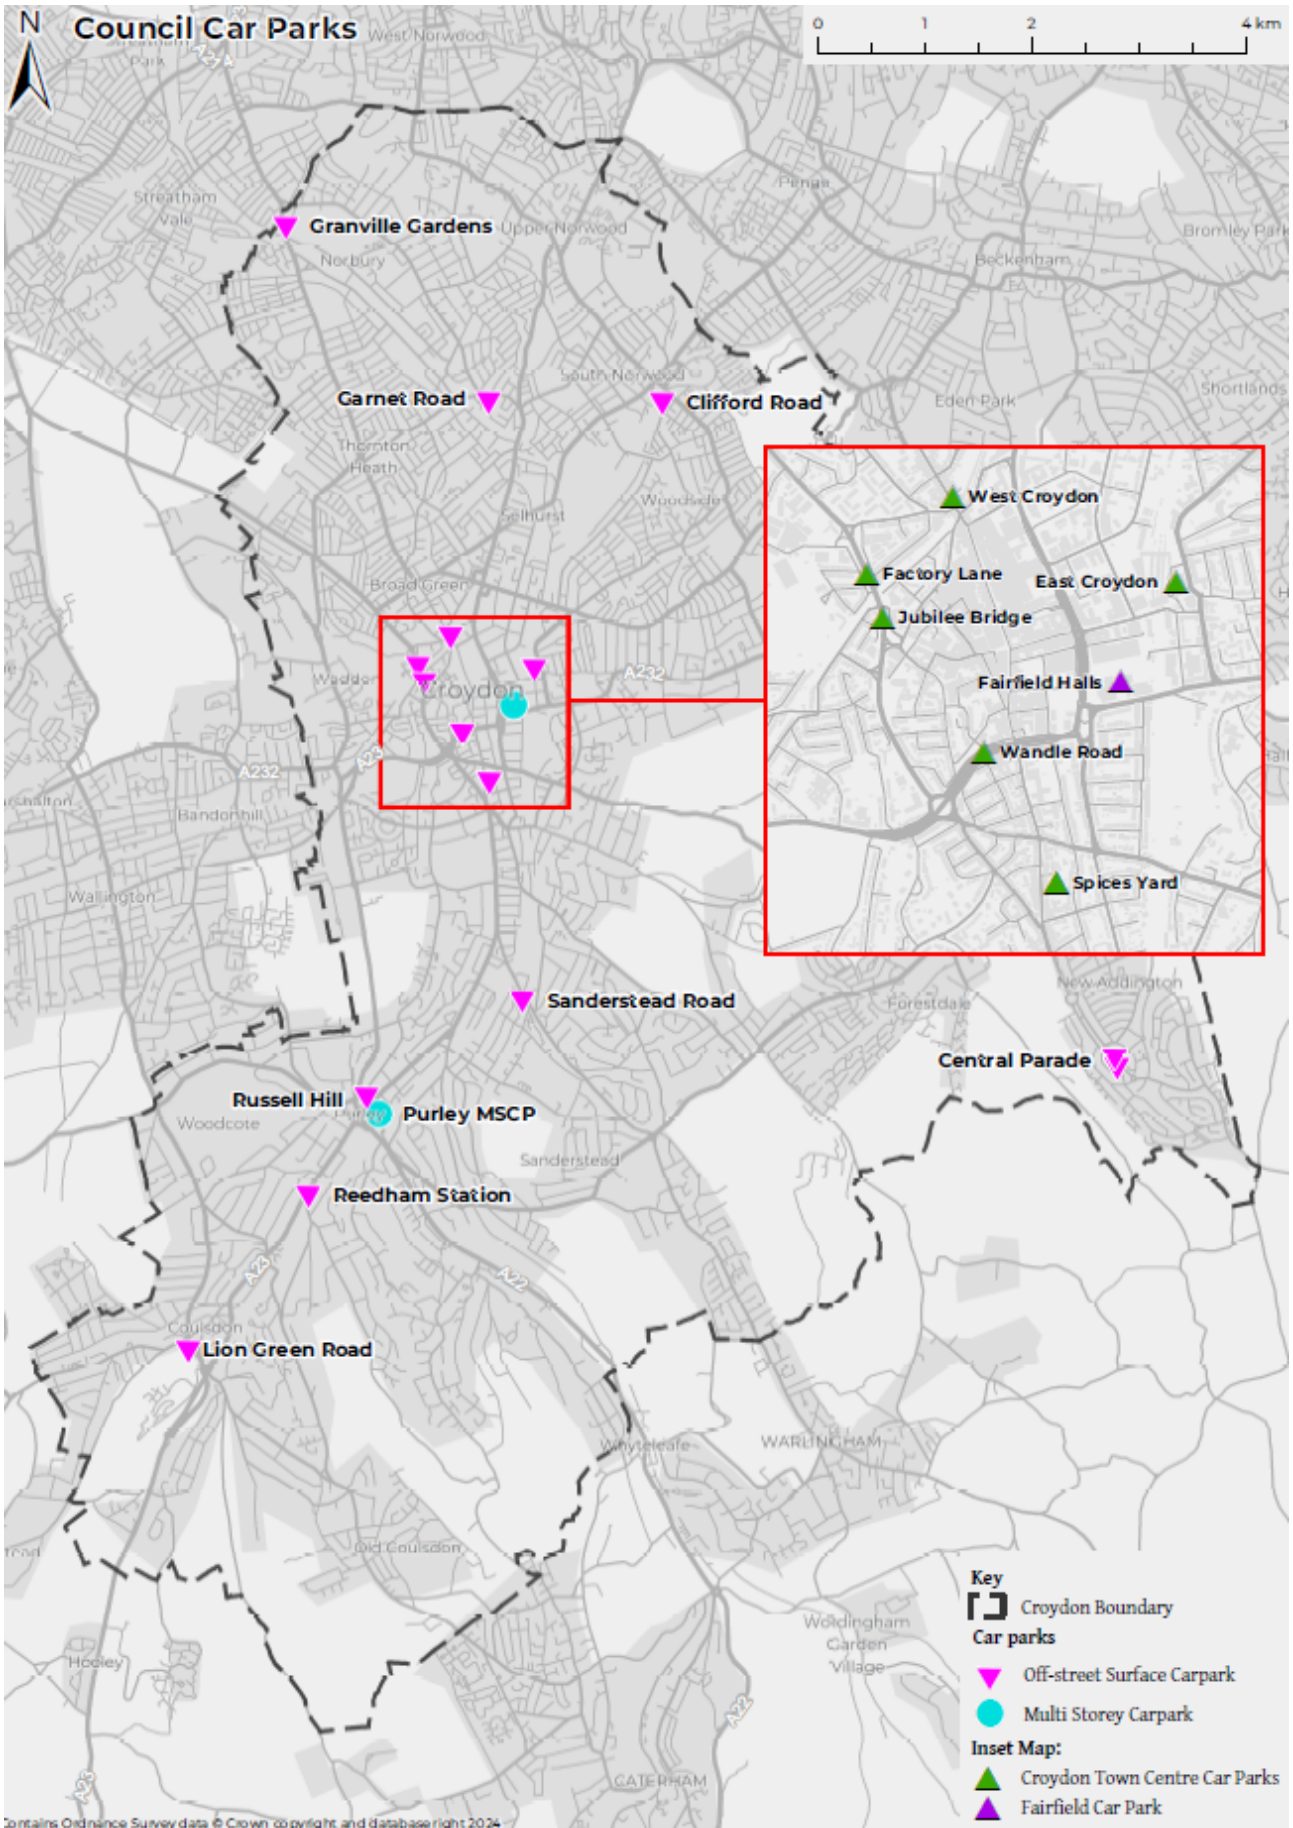 N
Council Car Parks
0 1 2 4 km
A274
West Norwood
Park
Streatham
Vale
Penge
Granville Gardens
Upper Norwood
Bromley Park
Norbury
Beckenham
South Norwood
Shortlands
Garnet Road
Clifford Road
Eden Park
Thornton
Heath
Woodside
Selhurst
West Croydon
Broad Green
Factory Lane
East Croydon
Jubilee Bridge
Waddon
Croydon
A232
Fairfield Halls
A23
A232
Wandle Road
Bandonhill
Wallington
Spices Yard
Sanderstead Road
Forestdale
New Addington
Central Parade
Russell Hill
Purley
Purley MSCP
Woodcote
Sanderstead
Reedham Station
A23
A22
Coulsdon
Lion Green Road
Whyteleafe
WARLINGHAM
Old Coulsdon
Key
Croydon Boundary
Woldingham
Garden
Village
Car parks
Hooley
Off-street Surface Carpark
A22
Multi Storey Carpark
Inset Map:
A23
CATERHAM
Croydon Town Centre Car Parks
Fairfield Car Park
Contains Ordnance Survey data © Crown copyright and database right 2024